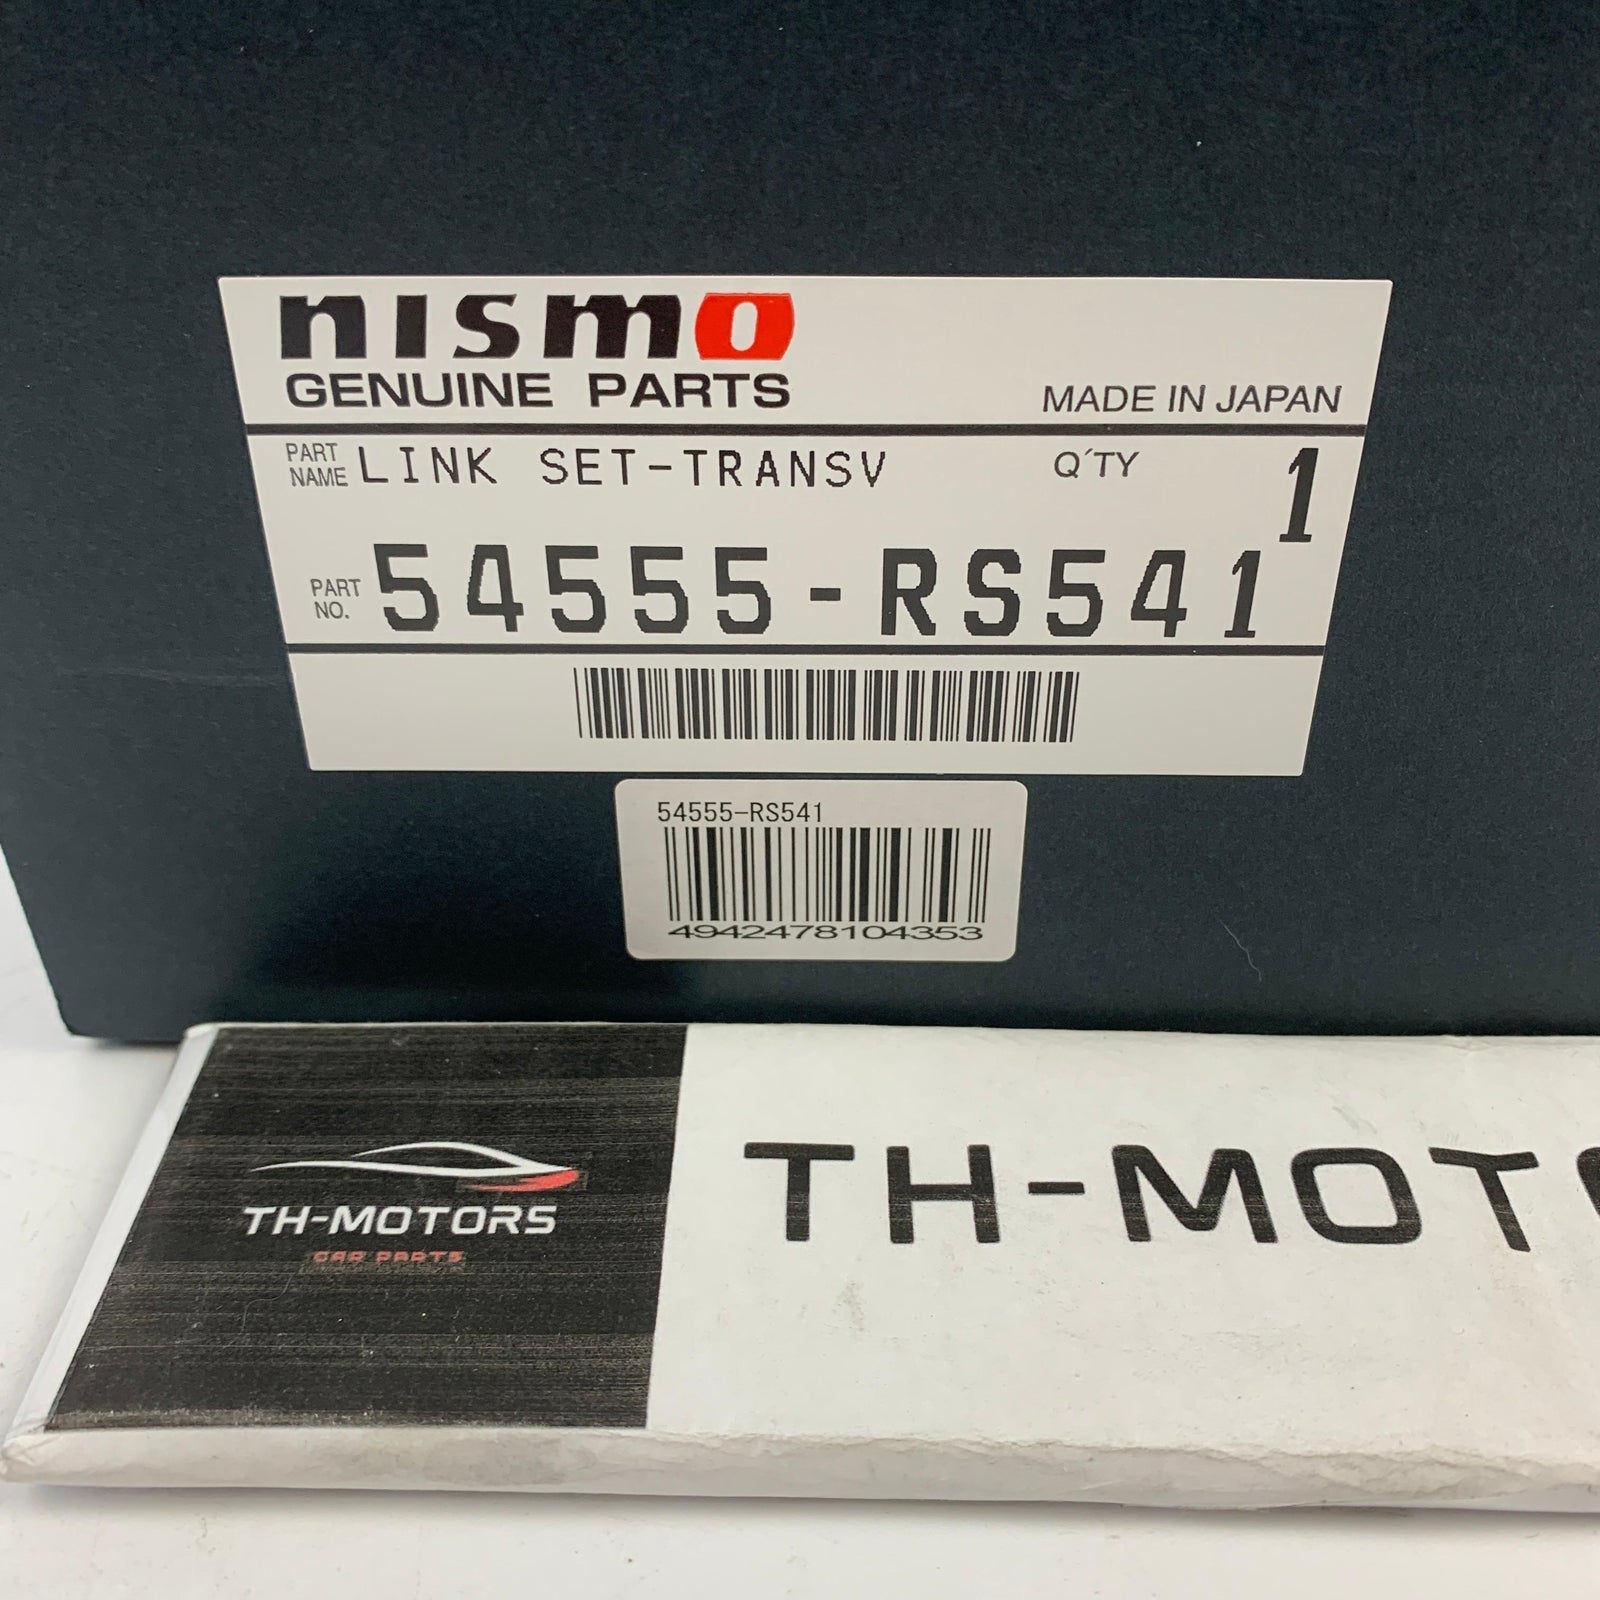 nismo
GENUINE PARTS
MADE IN JAPAN
PART NAME LINK SET-TRANSV Q'TY 1
PART NO. 54555-RS541
54555-RS541
4942478104353
TH-MOTORS
CAR PARTS
TH-MOTO